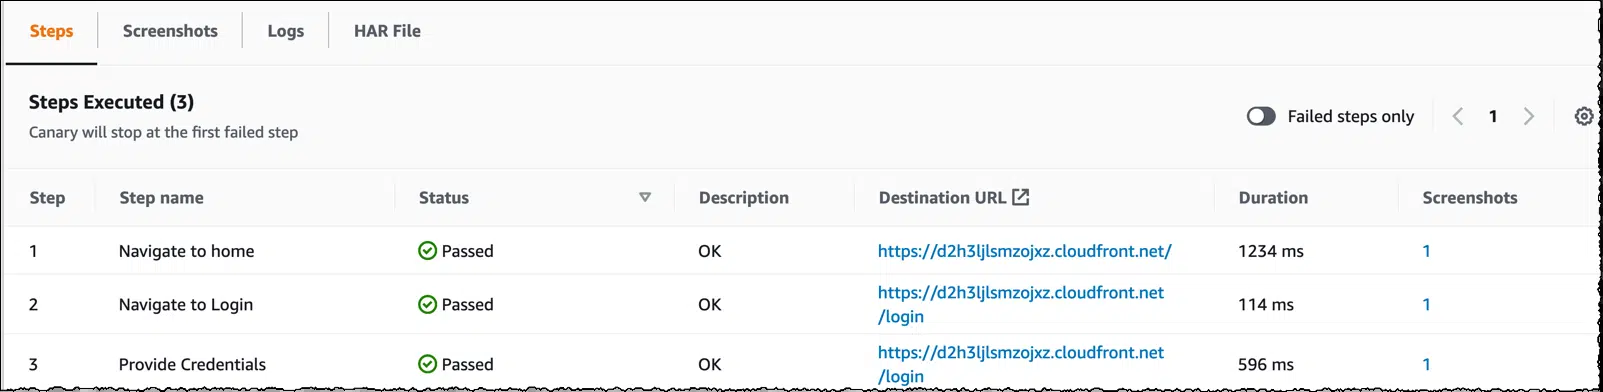 Steps Screenshots Logs HAR File
Steps Executed (3)
Canary will stop at the first failed step
Failed steps only 1
Step Step name Status Description Destination URL Duration Screenshots
1 Navigate to home Passed OK https://d2h3ljlsmzojxz.cloudfront.net/ 1234 ms 1
2 Navigate to Login Passed OK https://d2h3ljlsmzojxz.cloudfront.net
/login 114 ms 1
3 Provide Credentials Passed OK https://d2h3ljlsmzojxz.cloudfront.net
/login 596 ms 1